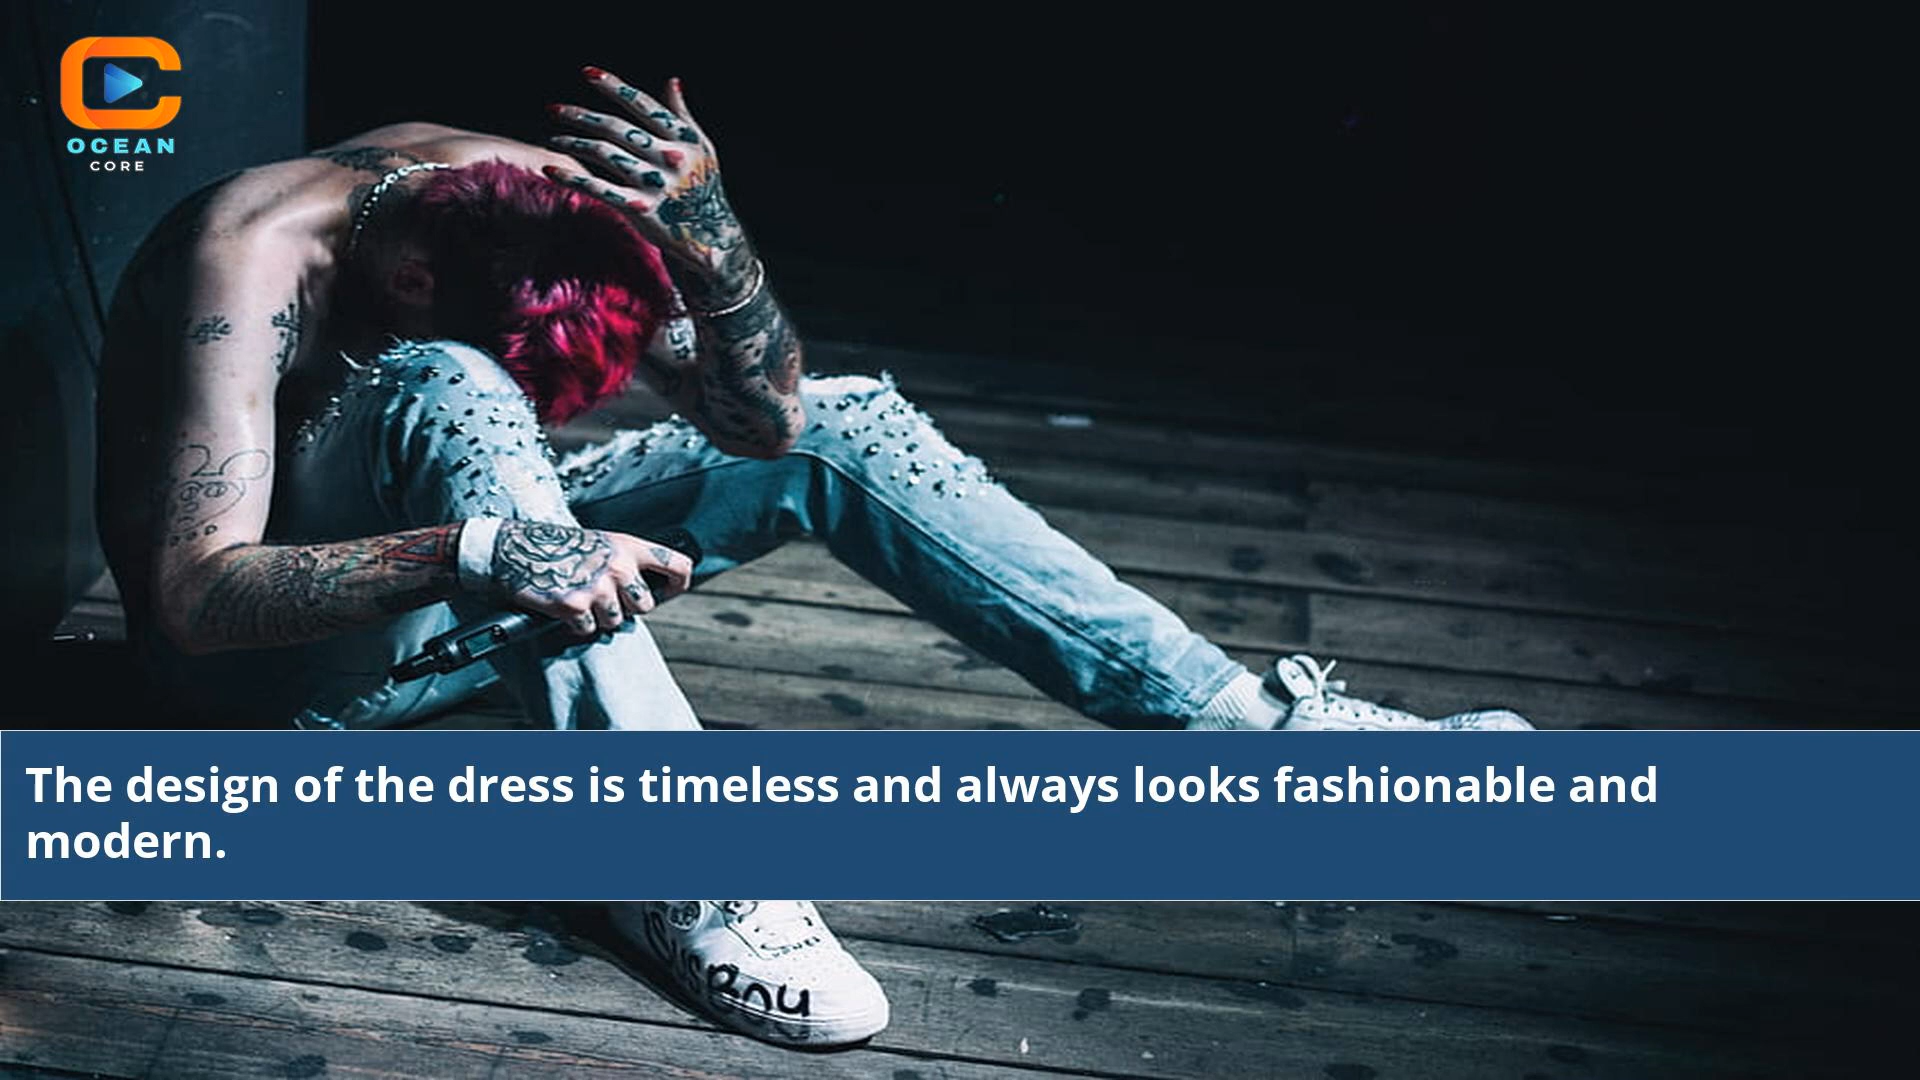 OCEAN
CORE
The design of the dress is timeless and always looks fashionable and
modern.